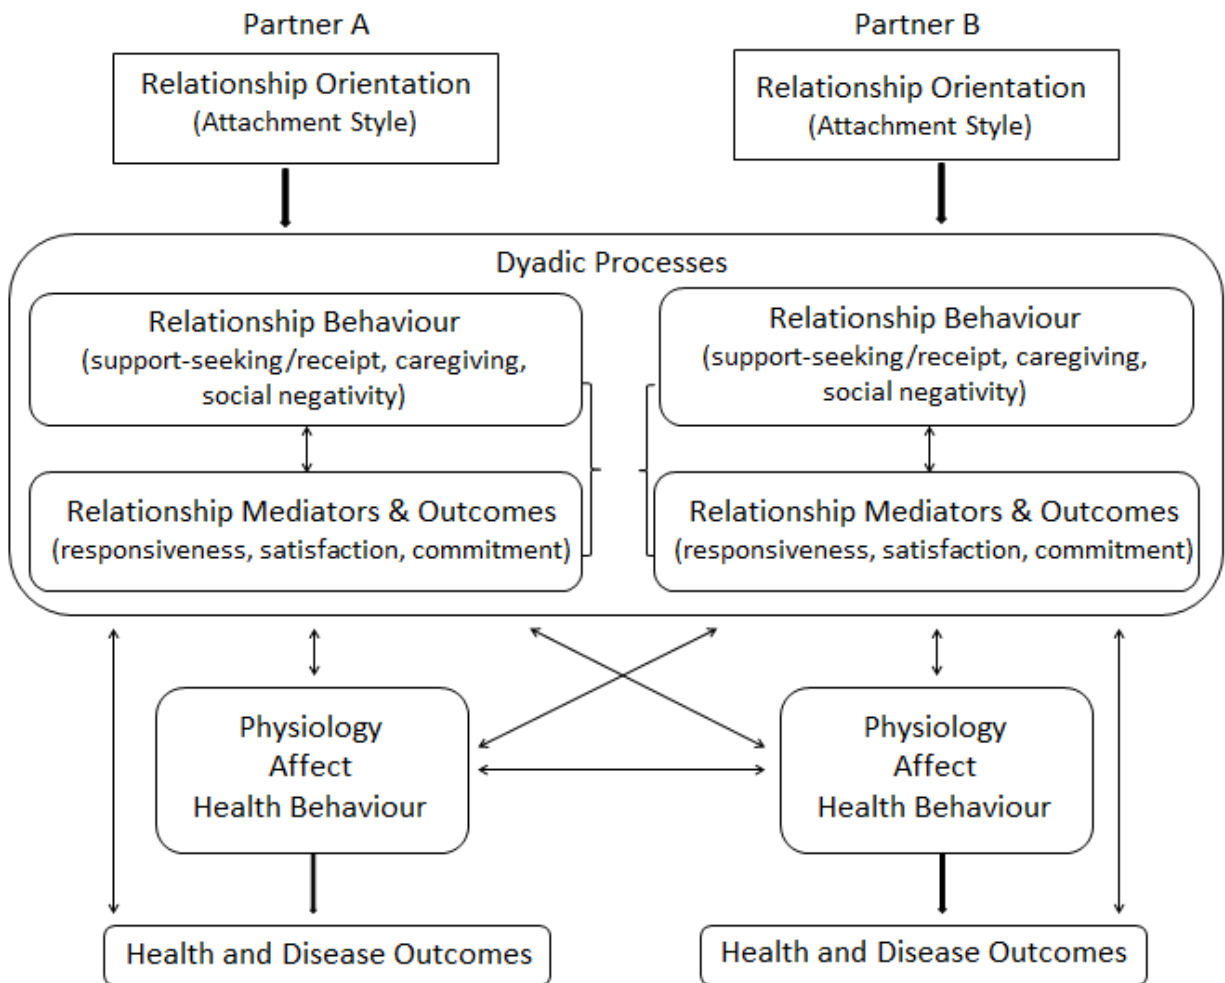 Partner A
Relationship Orientation
(Attachment Style)
Partner B
Relationship Orientation
(Attachment Style)
Dyadic Processes
Relationship Behaviour
(support-seeking/receipt, caregiving,
social negativity)
Relationship Mediators & Outcomes
(responsiveness, satisfaction, commitment)
Relationship Behaviour
(support-seeking/receipt, caregiving,
social negativity)
Relationship Mediators & Outcomes
(responsiveness, satisfaction, commitment)
Physiology
Affect
Health Behaviour
Physiology
Affect
Health Behaviour
Health and Disease Outcomes
Health and Disease Outcomes